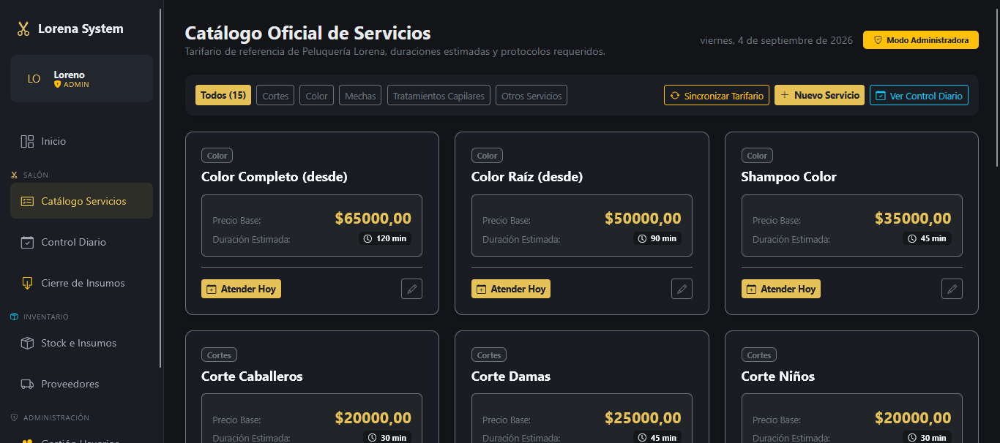 Lorena System
LO
Loreno
ADMIN
Inicio
SALÓN
Catálogo Servicios
Control Diario
Cierre de Insumos
INVENTARIO
Stock e Insumos
Proveedores
ADMINISTRACIÓN
Gestión Usuarios
Catálogo Oficial de Servicios
Tarifario de referencia de Peluquería Lorena, duraciones estimadas y protocolos requeridos.
viernes, 4 de septiembre de 2026
Modo Administradora
Todos (15) Cortes Color Mechas Tratamientos Capilares Otros Servicios
Sincronizar Tarifario + Nuevo Servicio Ver Control Diario
Color
Color Completo (desde)
Precio Base: $65000,00
Duración Estimada: 120 min
Atender Hoy
Color
Color Raíz (desde)
Precio Base: $50000,00
Duración Estimada: 90 min
Atender Hoy
Color
Shampoo Color
Precio Base: $35000,00
Duración Estimada: 45 min
Atender Hoy
Cortes
Corte Caballeros
Precio Base: $20000,00
Duración Estimada: 30 min
Cortes
Corte Damas
Precio Base: $25000,00
Duración Estimada: 45 min
Cortes
Corte Niños
Precio Base: $20000,00
Duración Estimada: 30 min